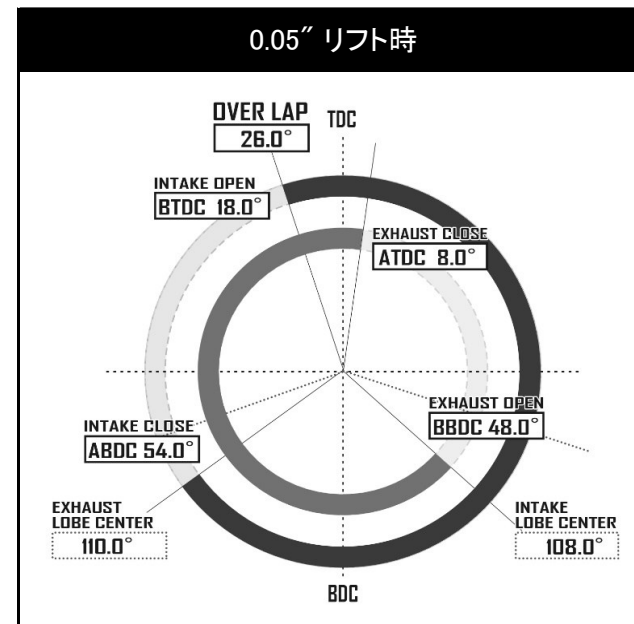 0.05″ リフト時
OVER LAP
26.0°
TDC
INTAKE OPEN
BTDC 18.0°
EXHAUST CLOSE
ATDC 8.0°
EXHAUST OPEN
BBDC 48.0°
INTAKE CLOSE
ABDC 54.0°
EXHAUST
LOBE CENTER
110.0°
INTAKE
LOBE CENTER
108.0°
BDC